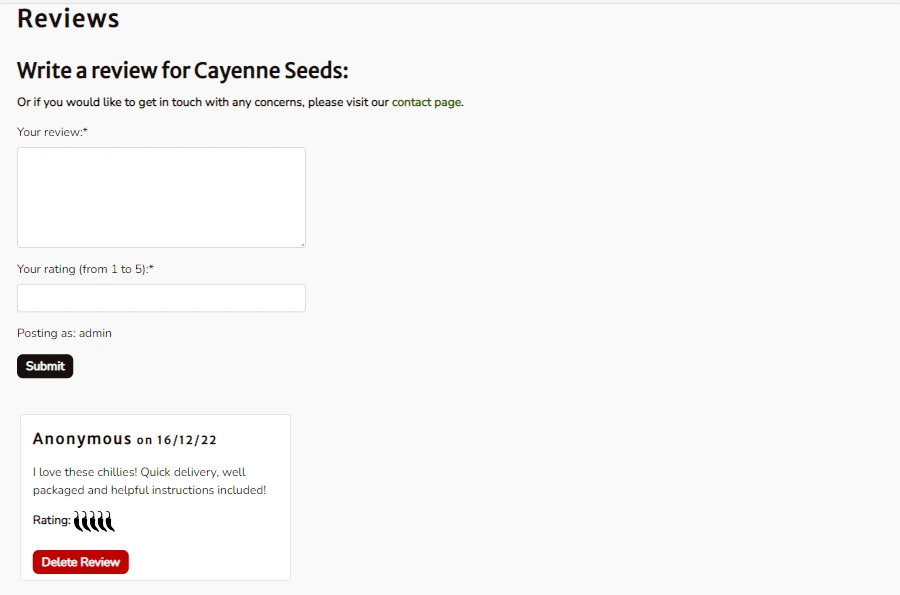 Reviews
Write a review for Cayenne Seeds:
Or if you would like to get in touch with any concerns, please visit our contact page.
Your review:*
Your rating (from 1 to 5):*
Posting as: admin
Submit
Anonymous on 16/12/22
I love these chillies! Quick delivery, well
packaged and helpful instructions included!
Rating:
Delete Review